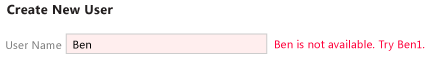 Create New User
User Name Ben Ben is not available. Try Ben1.